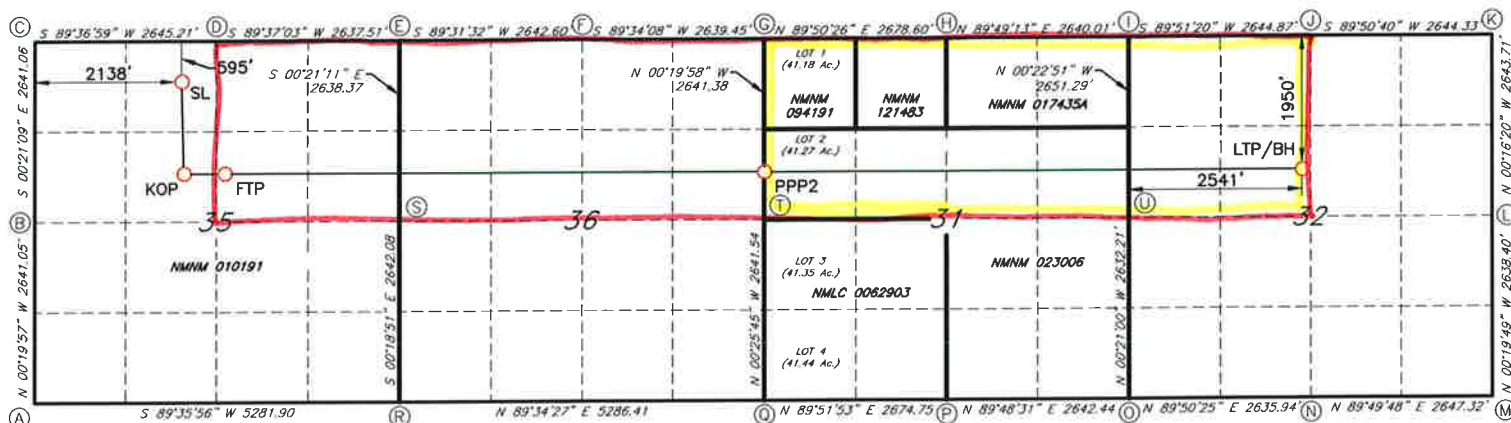 C S 89°36'59" W 2645.21' D S 89°37'03" W 2637.51' E S 89°31'32" W 2642.60' F S 89°34'08" W 2639.45' G N 89°50'26" E 2678.60' H N 89°49'13" E 2640.01' I S 89°51'20" W 2644.87' J S 89°50'40" W 2644.33' K
S 00°21'09" E 2641.06'
2138'
595'
SL
KOP
FTP
S 00°21'11" E
2638.37
N 00°19'58" W
2641.38
LOT 1
(41.18 Ac.)
NMNM
094191
NMNM
121483
N 00°22'51" W
2651.29'
NMNM 017435A
LOT 2
(41.27 Ac.)
PPP2
1950'
LTP/BH
2541'
S 00°16'20" E 2643.71'
B
35
S
36
T
31
U
32
L
NMNM 010191
N 00°19'57" W 2641.05'
S 00°18'51" E 2642.08
N 00°25'45" W 2641.54
LOT 3
(41.35 Ac.)
NMLC 0062903
NMNM 023006
LOT 4
(41.44 Ac.)
N 00°21'00" W 2632.21'
N 00°19'49" W 2638.40'
A S 89°35'56" W 5281.90 R N 89°34'27" E 5286.41 Q N 89°51'53" E 2674.75 P N 89°48'31" E 2642.44 O N 89°50'25" E 2635.94' N N 89°49'48" E 2647.32' M